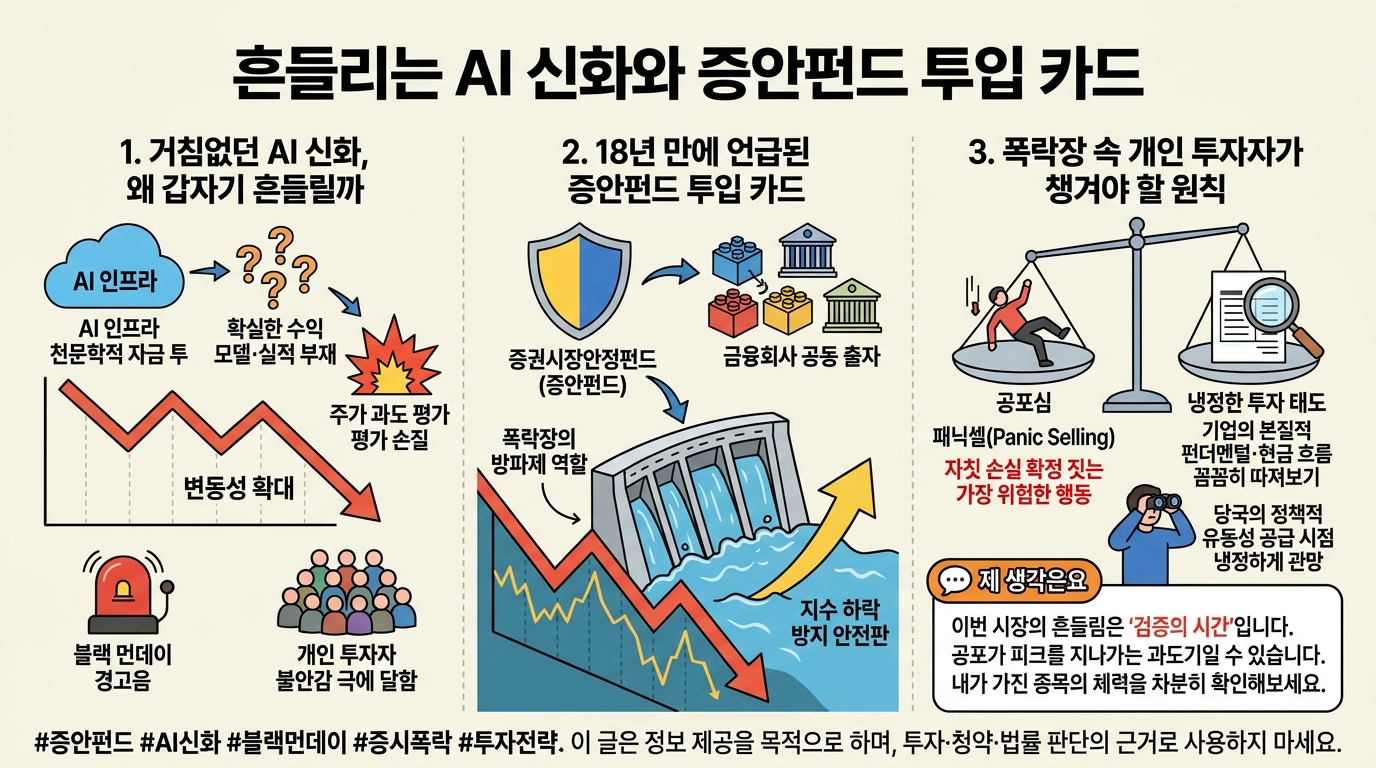 흔들리는 AI 신화와 증안펀드 투입 카드
1. 거침없던 AI 신화,
왜 갑자기 흔들릴까
AI 인프라
AI 인프라
천문학적 자금 투
확실한 수익
모델·실적 부재
주가 과도 평가
평가 손질
변동성 확대
블랙 먼데이
경고음
개인 투자자
불안감 극에 달함
2. 18년 만에 언급된
증안펀드 투입 카드
증권시장안정펀드
(증안펀드)
금융회사 공동 출자
폭락장의
방파제 역할
지수 하락
방지 안전판
3. 폭락장 속 개인 투자자가
챙겨야 할 원칙
공포심
패닉셀(Panic Selling)
자칫 손실 확정 짓는
가장 위험한 행동
냉정한 투자 태도
기업의 본질적
펀더멘털·현금 흐름
꼼꼼히 따져보기
당국의 정책적
유동성 공급 시점
냉정하게 관망
제 생각은요
이번 시장의 흔들림은 '검증의 시간'입니다.
공포가 피크를 지나가는 과도기일 수 있습니다.
내가 가진 종목의 체력을 차분히 확인해보세요.
#증안펀드 #AI신화 #블랙먼데이 #증시폭락 #투자전략. 이 글은 정보 제공을 목적으로 하며, 투자·청약·법률 판단의 근거로 사용하지 마세요.